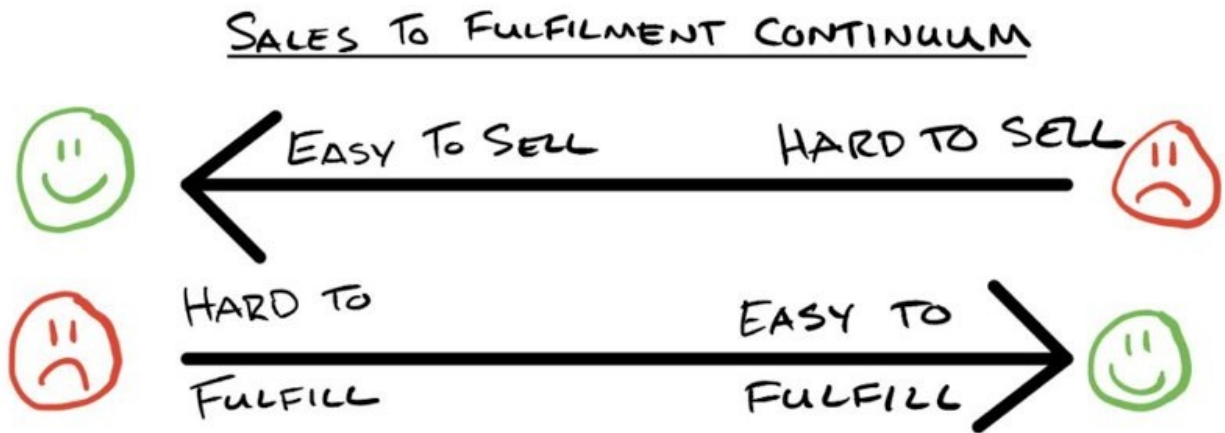 SALES TO FULFILMENT CONTINUUM
EASY TO SELL
HARD TO SELL
HARD TO
FULFILL
EASY TO
FULFILL